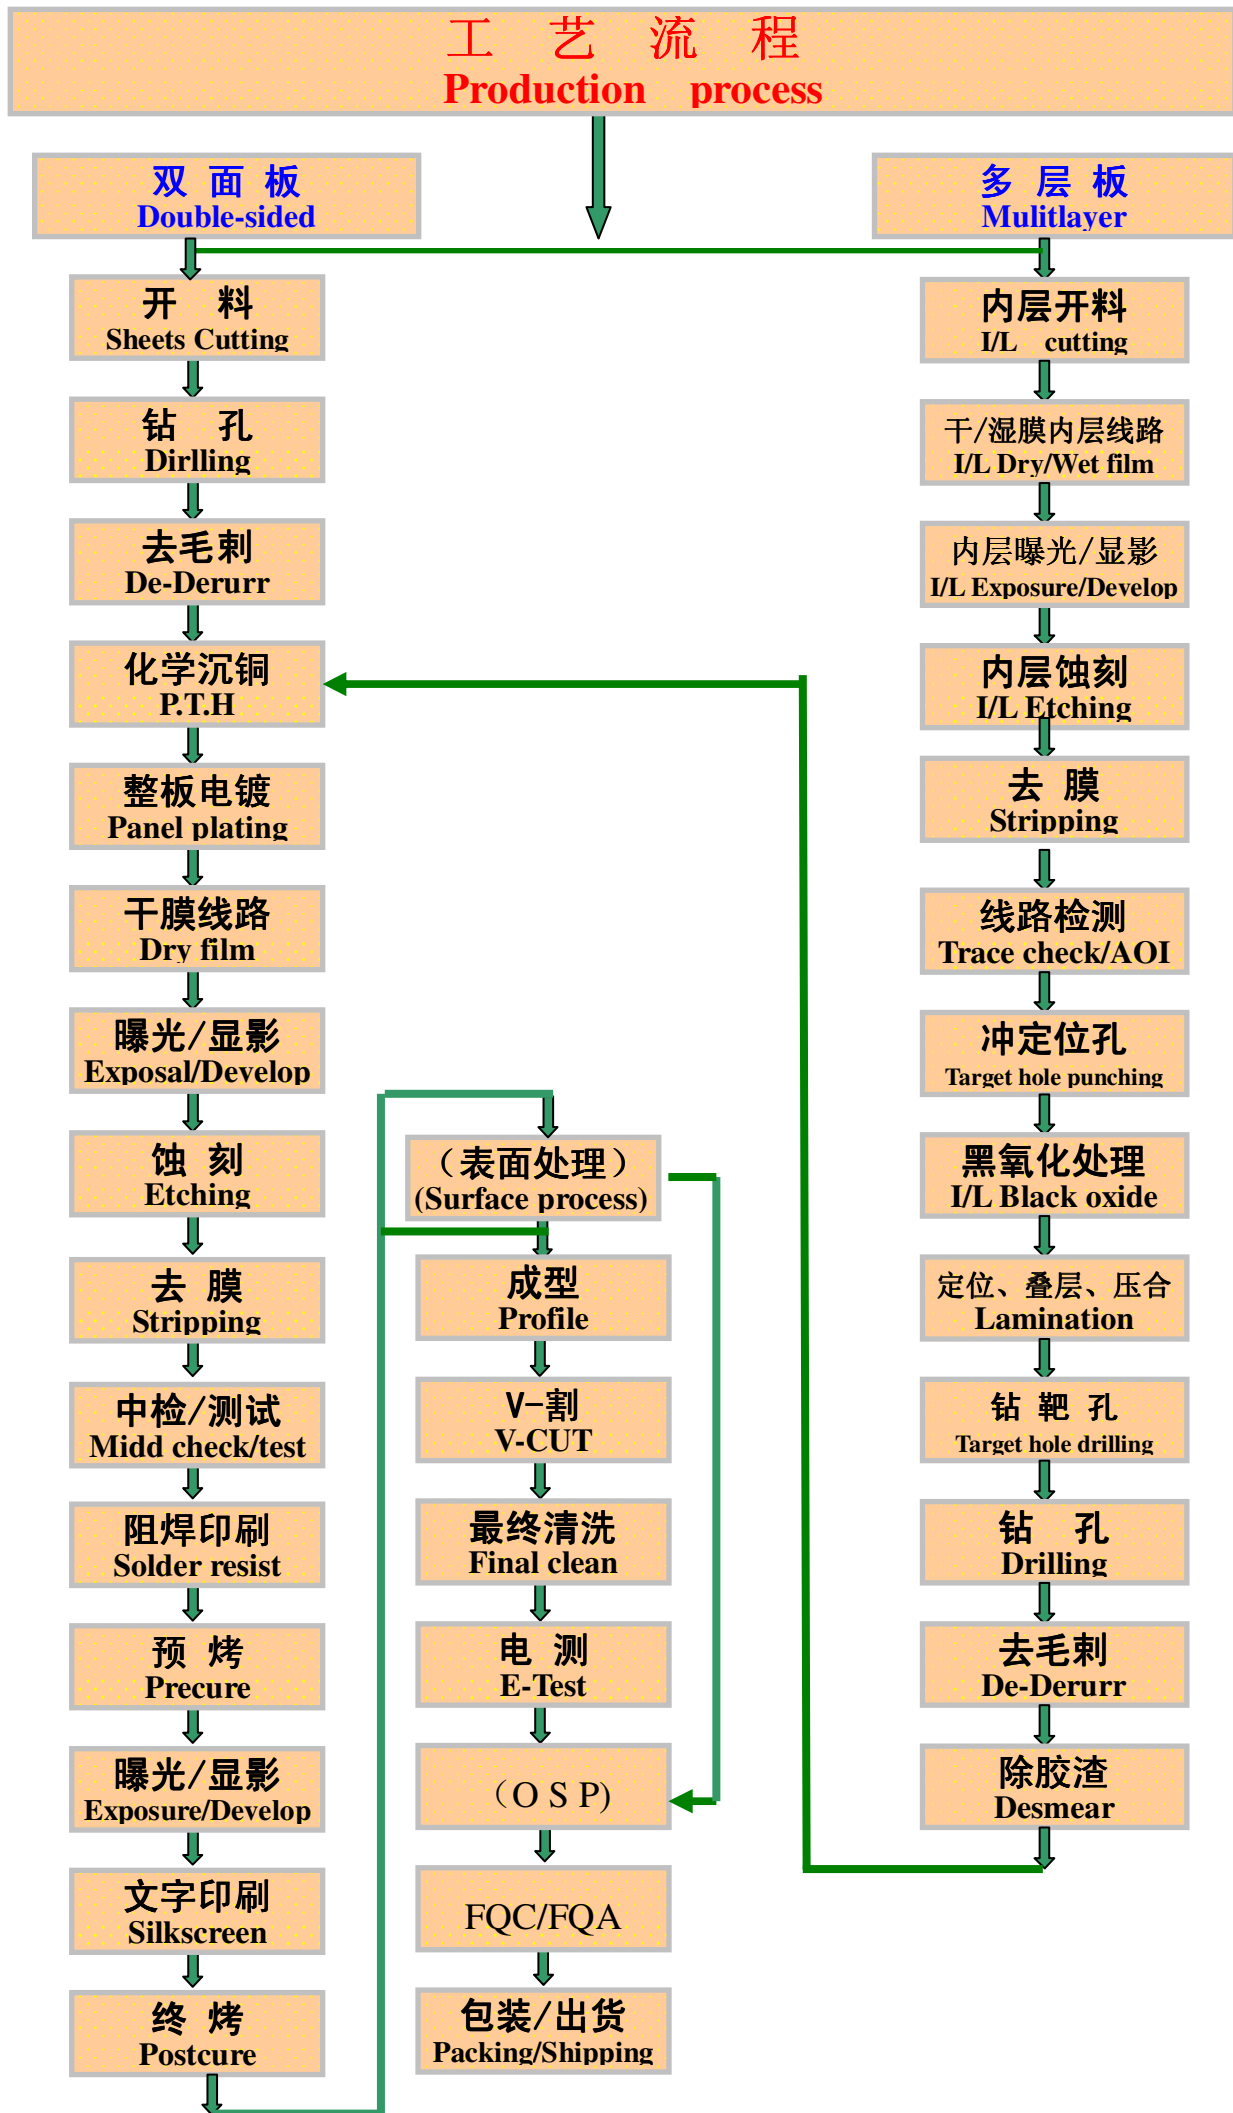 工 艺 流 程
Production process
双 面 板
Double-sided
开 料
Sheets Cutting
钻 孔
Dirlling
去毛刺
De-Derurr
化学沉铜
P.T.H
整板电镀
Panel plating
干膜线路
Dry film
曝光/显影
Exposal/Develop
蚀 刻
Etching
去 膜
Stripping
中检/测试
Midd check/test
阻焊印刷
Solder resist
预 烤
Precure
曝光/显影
Exposure/Develop
文字印刷
Silkscreen
终 烤
Postcure
（表面处理）
(Surface process)
成型
Profile
V-割
V-CUT
最终清洗
Final clean
电 测
E-Test
（O S P)
FQC/FQA
包装/出货
Packing/Shipping
多 层 板
Mulitlayer
内层开料
I/L cutting
干/湿膜内层线路
I/L Dry/Wet film
内层曝光/显影
I/L Exposure/Develop
内层蚀刻
I/L Etching
去 膜
Stripping
线路检测
Trace check/AOI
冲定位孔
Target hole punching
黑氧化处理
I/L Black oxide
定位、叠层、压合
Lamination
钻 靶 孔
Target hole drilling
钻 孔
Drilling
去毛刺
De-Derurr
除胶渣
Desmear